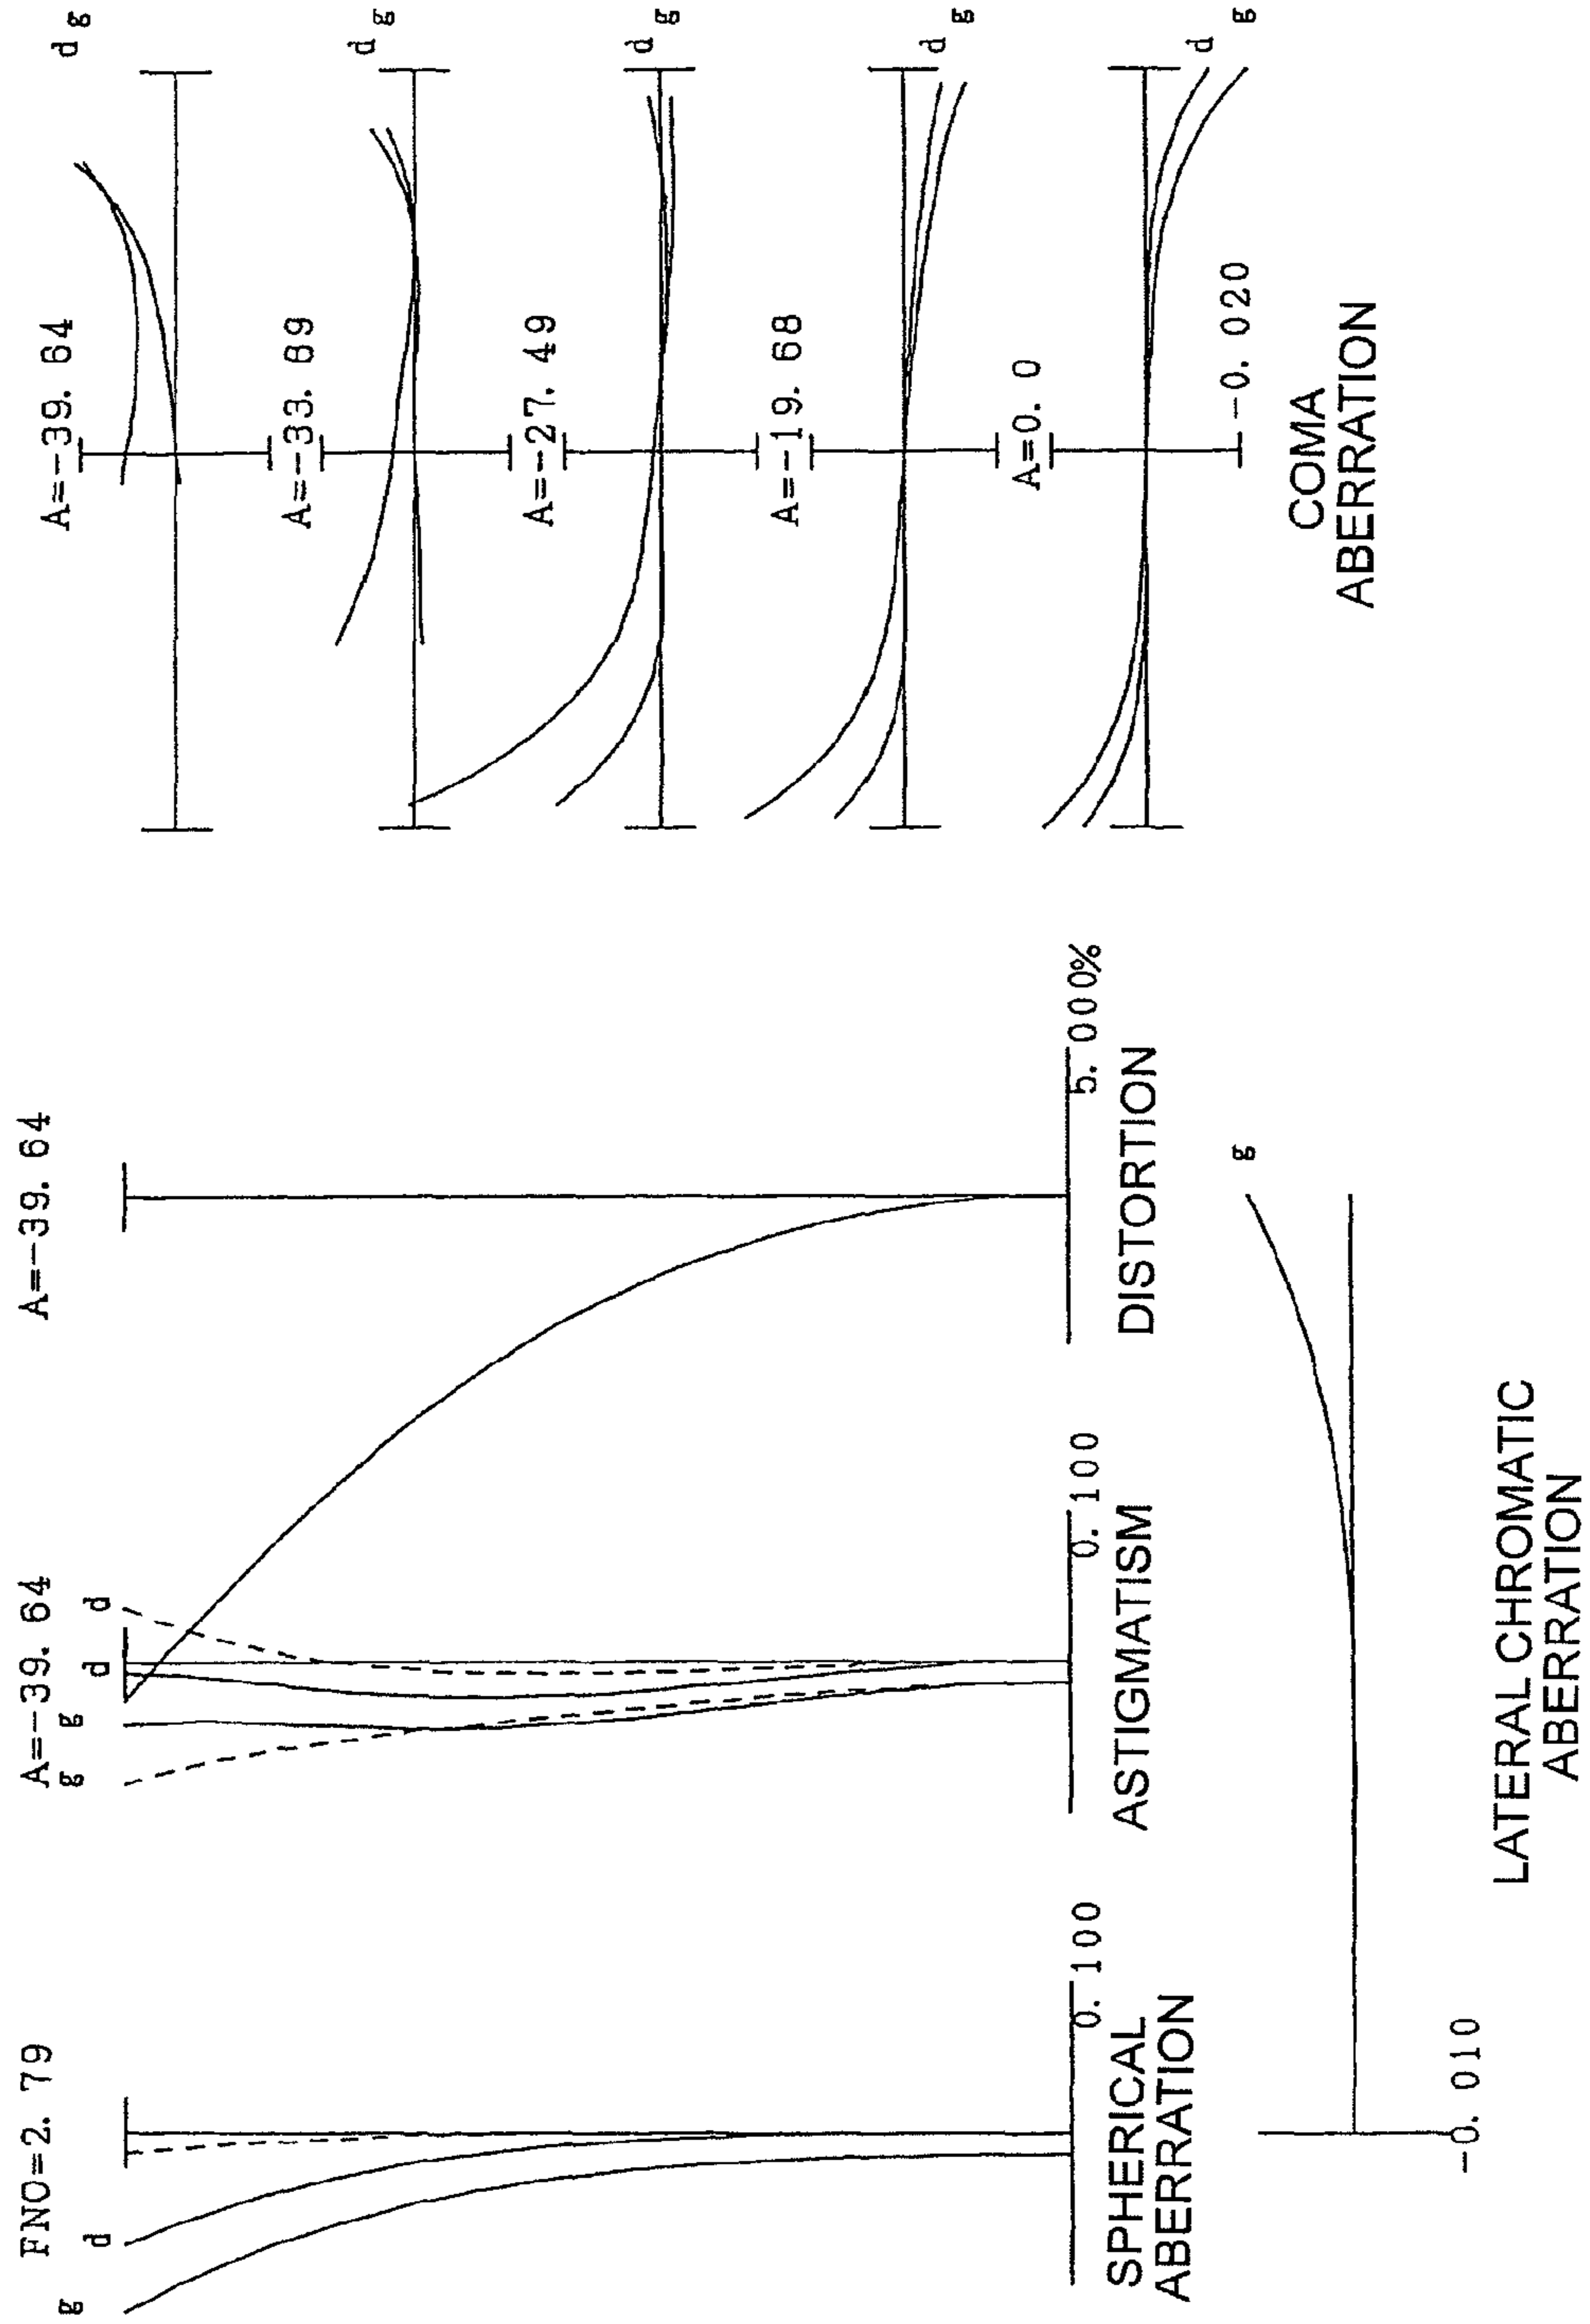 FNO=2. 79
g d
0. 100
SPHERICAL
ABERRATION
A=-39. 64
g g d d
0. 100
ASTIGMATISM
A=-39. 64
5. 000%
DISTORTION
g
-0. 010
LATERAL CHROMATIC
ABERRATION
A=-39. 64
d g
A=-33. 89
d g
A=-27. 49
d g
A=-19. 68
d g
A=0. 0
d g
-0. 020
COMA
ABERRATION